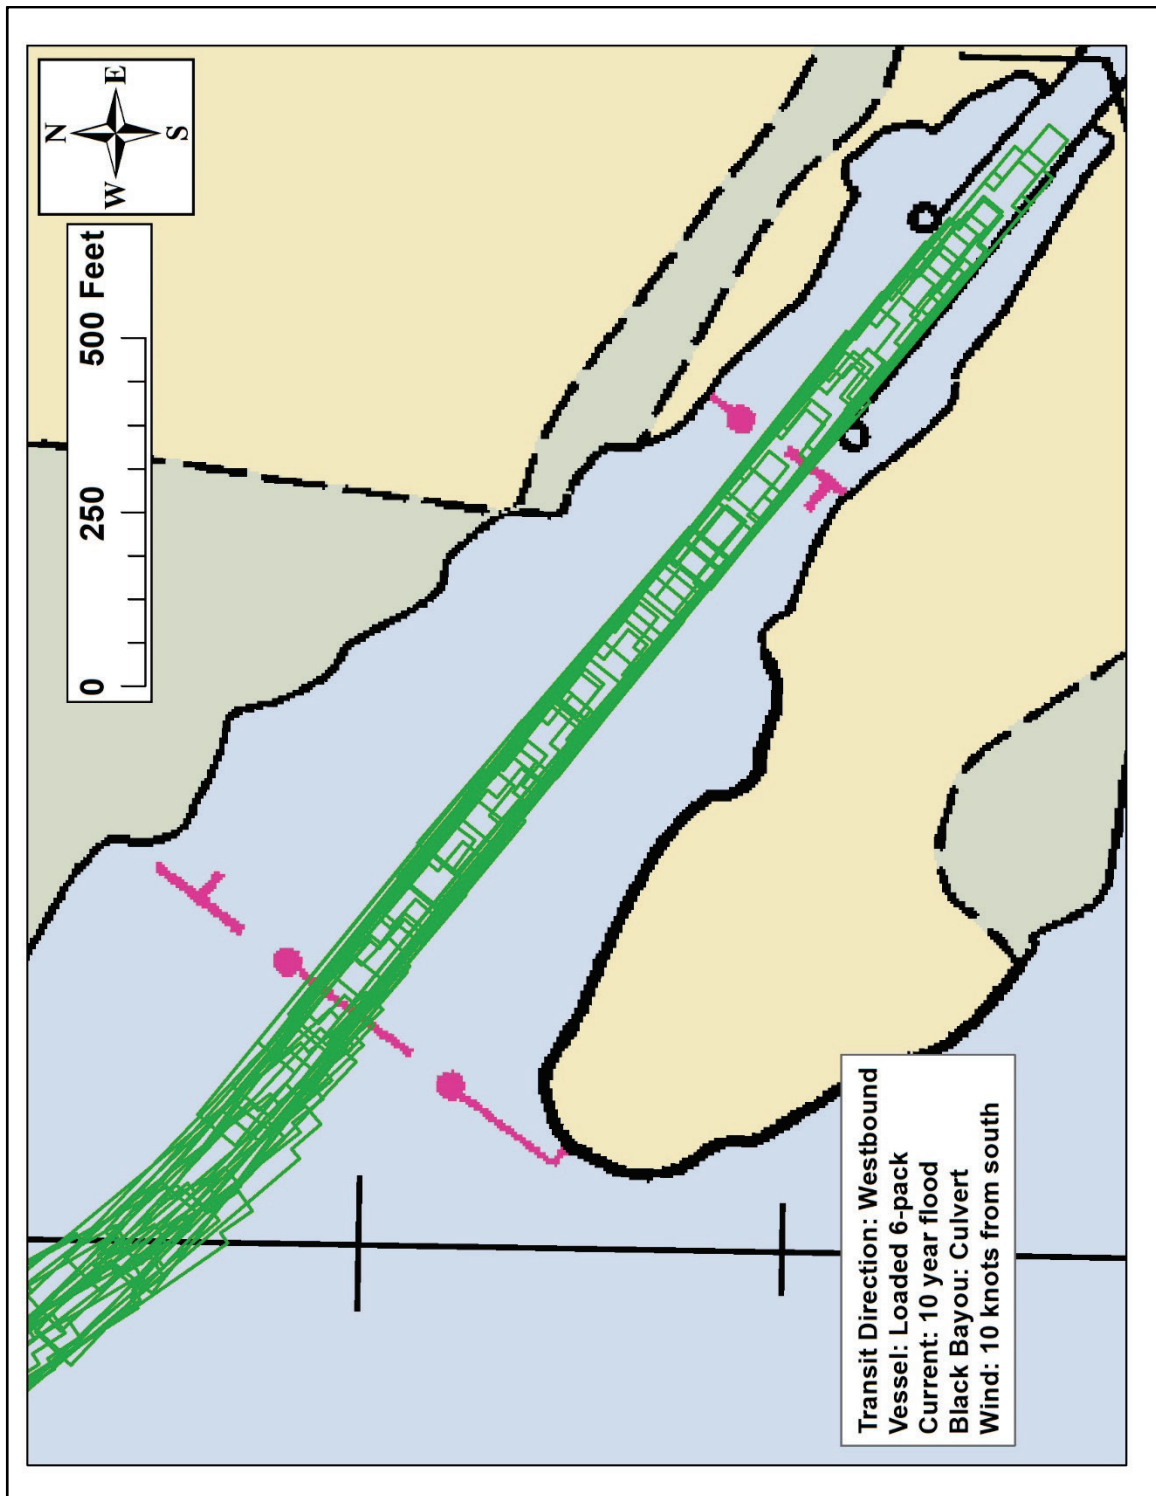 N
W E
S
0 250 500 Feet
Transit Direction: Westbound
Vessel: Loaded 6-pack
Current: 10 year flood
Black Bayou: Culvert
Wind: 10 knots from south